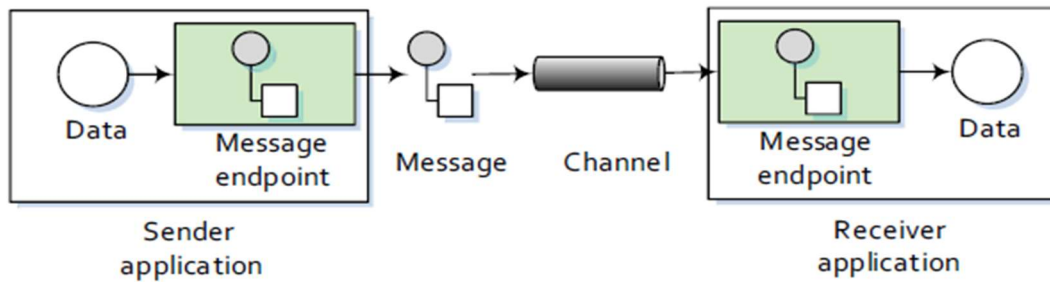 Data
Message
endpoint
Message
Channel
Message
endpoint
Data
Sender
application
Receiver
application